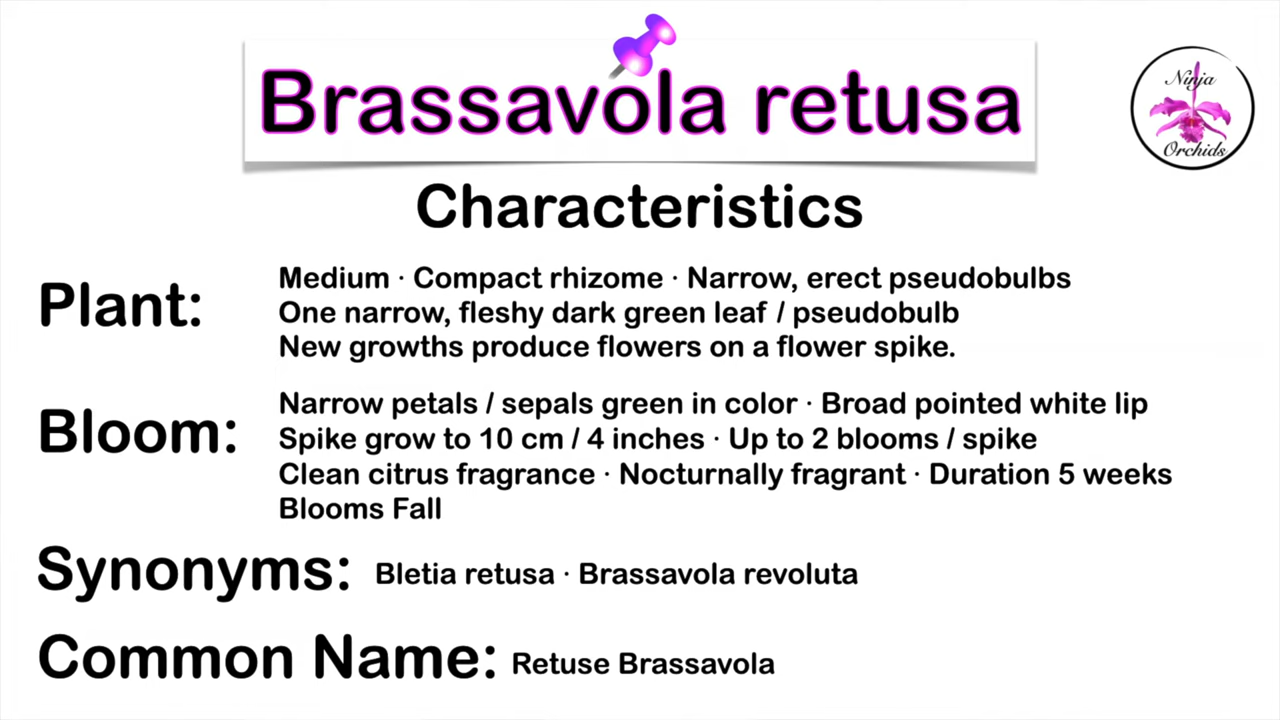 Brassavola retusa
Ninja
Orchids
Characteristics
Plant:
Medium · Compact rhizome · Narrow, erect pseudobulbs
One narrow, fleshy dark green leaf / pseudobulb
New growths produce flowers on a flower spike.
Bloom:
Narrow petals / sepals green in color · Broad pointed white lip
Spike grow to 10 cm / 4 inches · Up to 2 blooms / spike
Clean citrus fragrance · Nocturnally fragrant · Duration 5 weeks
Blooms Fall
Synonyms: Bletia retusa · Brassavola revoluta
Common Name: Retuse Brassavola